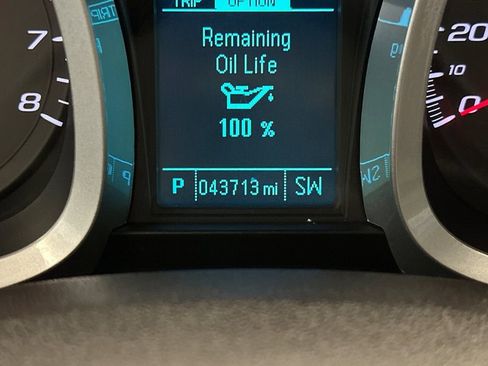 TRIP OPTION
Remaining
Oil Life
100 %
P 043713 mi SW
7
8
20
10
0